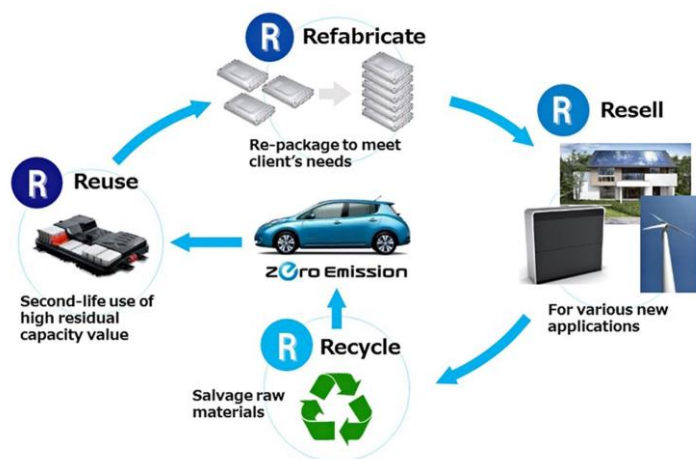 R Refabricate
Re-package to meet
client's needs
R Resell
For various new
applications
R Reuse
Second-life use of
high residual
capacity value
zero Emission
R Recycle
Salvage raw
materials